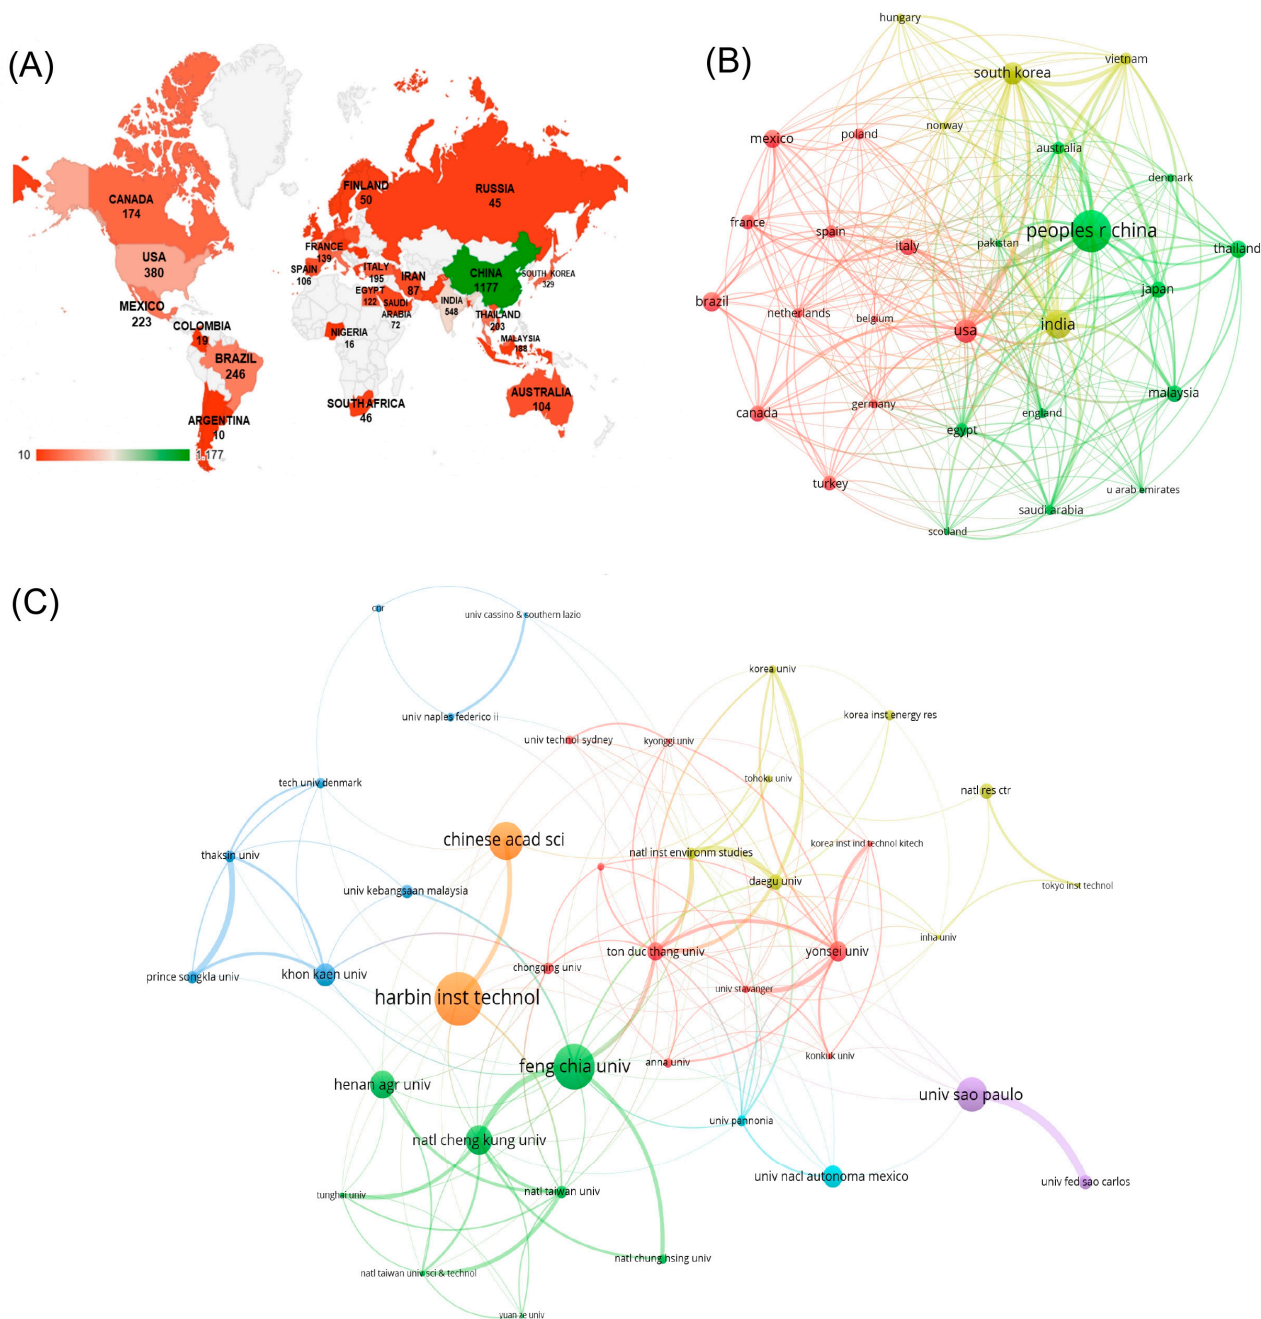 (A)
CANADA
174
USA
380
MEXICO
223
COLOMBIA
19
BRAZIL
246
ARGENTINA
10
FINLAND
50
RUSSIA
45
FRANCE
139
SPAIN
106
ITALY
195
EGYPT
122
SAUDI
ARABIA
72
IRAN
87
CHINA
1177
SOUTH KOREA
329
INDIA
548
THAILAND
203
MALAYSIA
188
NIGERIA
16
SOUTH AFRICA
46
AUSTRALIA
104
10
1,177
(B)
hungary
south korea
vietnam
norway
mexico
poland
australia
denmark
france
spain
italy
pakistan
peoples r china
thailand
japan
brazil
netherlands
belgium
usa
india
malaysia
canada
germany
england
egypt
turkey
u arab emirates
saudi arabia
scotland
(C)
cnr
univ cassino & southern lazio
korea univ
univ naples federico ii
korea inst energy res
univ technol sydney
kyonggi univ
tech univ denmark
tohoku univ
natl res ctr
chinese acad sci
korea inst ind technol kitech
thaksin univ
natl inst environm studies
daegu univ
tokyo inst technol
univ kebangsaan malaysia
inha univ
ton duc thang univ
yonsei univ
prince songkla univ
khon kaen univ
chongqing univ
univ stavanger
harbin inst technol
konkuk univ
anna univ
feng chia univ
henan agr univ
univ sao paulo
univ pannonia
natl cheng kung univ
univ nacl autonoma mexico
univ fed sao carlos
tunghai univ
natl taiwan univ
natl chung hsing univ
natl taiwan univ sci & technol
yuan ze univ